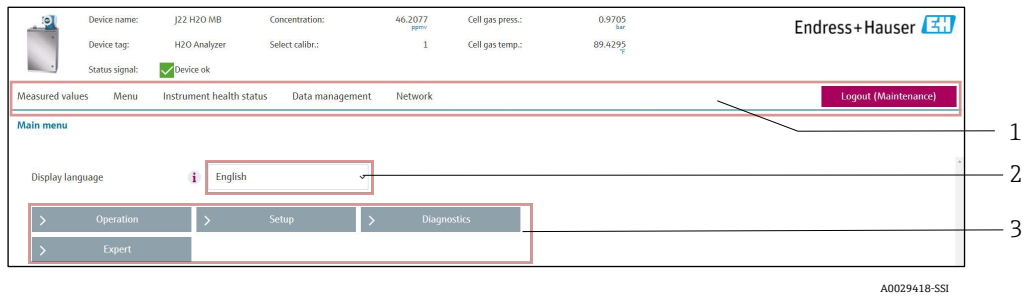 Device name: J22 H2O MB Concentration: 46.2077 ppmv Cell gas press.: 0.9705 bar
Endress+Hauser EH
Device tag: H2O Analyzer Select calibr.: 1 Cell gas temp.: 89.4295 °F
Status signal: Device ok
Measured values Menu Instrument health status Data management Network Logout (Maintenance)
1
Main menu
Display language i English
2
> Operation > Setup > Diagnostics
3
> Expert
A0029418-SSI